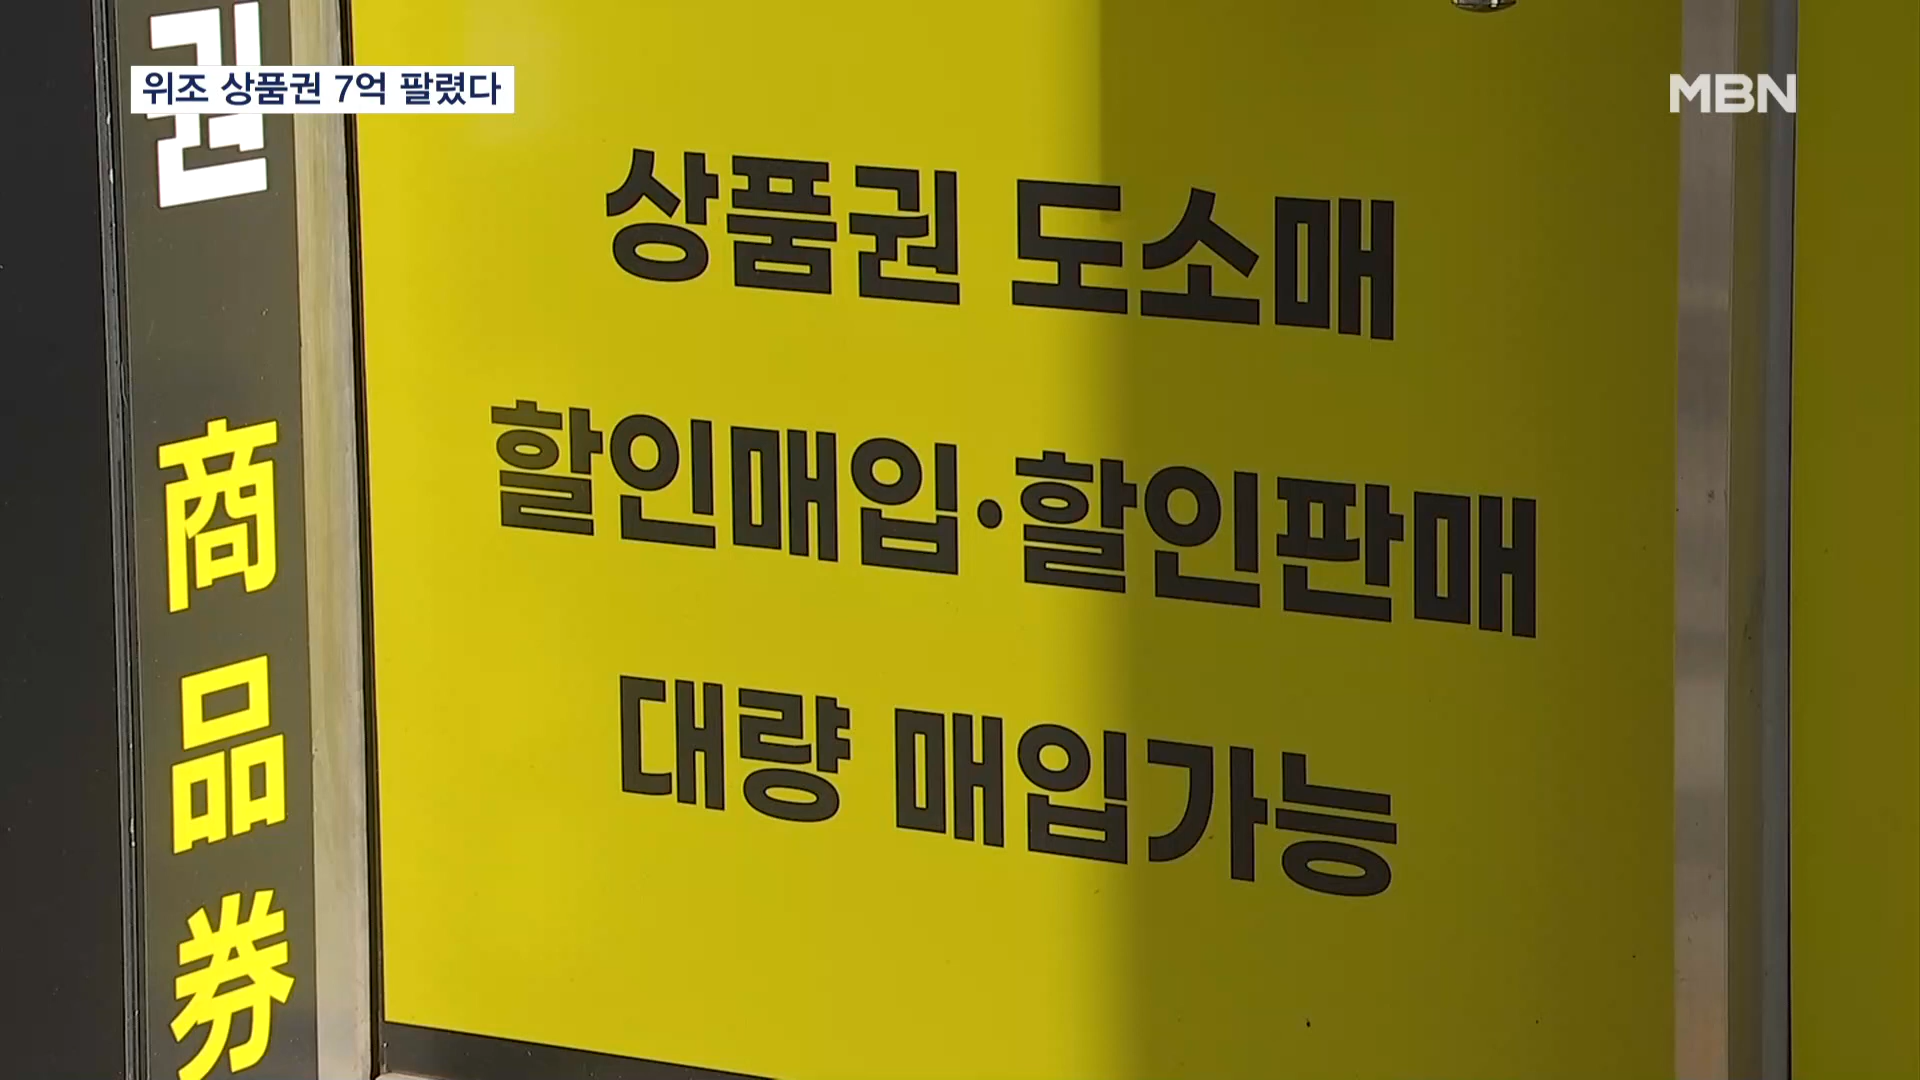 위조 상품권 7억 팔렸다
MBN
권
商
品
券
상품권 도소매
할인매입·할인판매
대량 매입가능